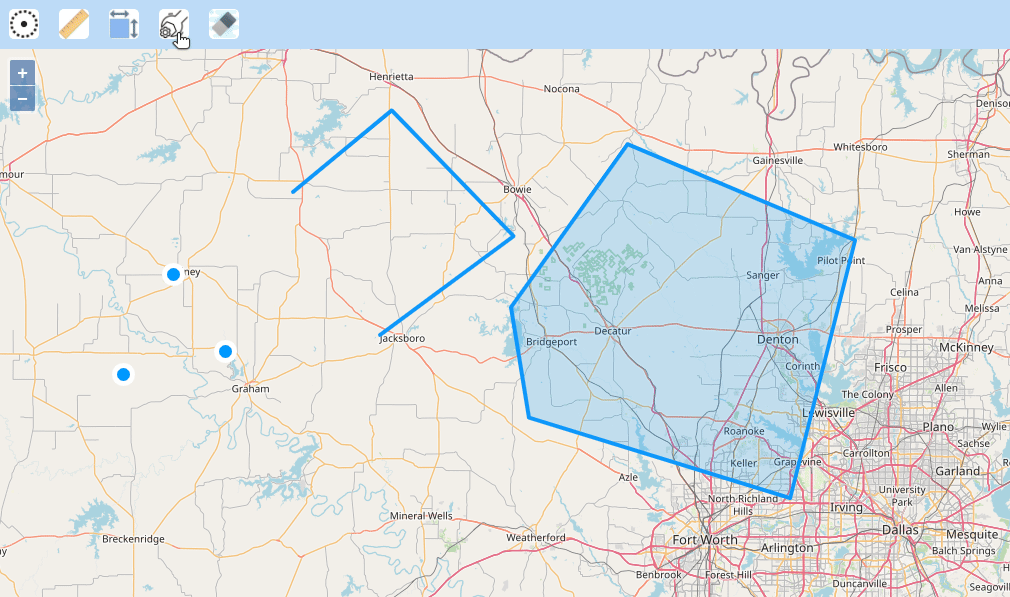 +
−
Henrietta
Nocona
Denison
Whitesboro
Sherman
Gainesville
mour
Bowie
Howe
Van Alstyne
Pilot Point
ney
Sanger
Anna
Celina
Melissa
Decatur
Prosper
Jacksboro
Bridgeport
Denton
McKinney
Frisco
Corinth
Graham
Allen
The Colony
Lewisville
Plano
Wylie
Roanoke
Sachse
Carrollton
Keller
Grapevine
Garland
Azle
University
Park
North Richland
Hills
Irving
Mineral Wells
Dallas
Mesquite
Breckenridge
Weatherford
Fort Worth
Arlington
Balch Springs
Benbrook
Forest Hill
Duncanville
Seagovil